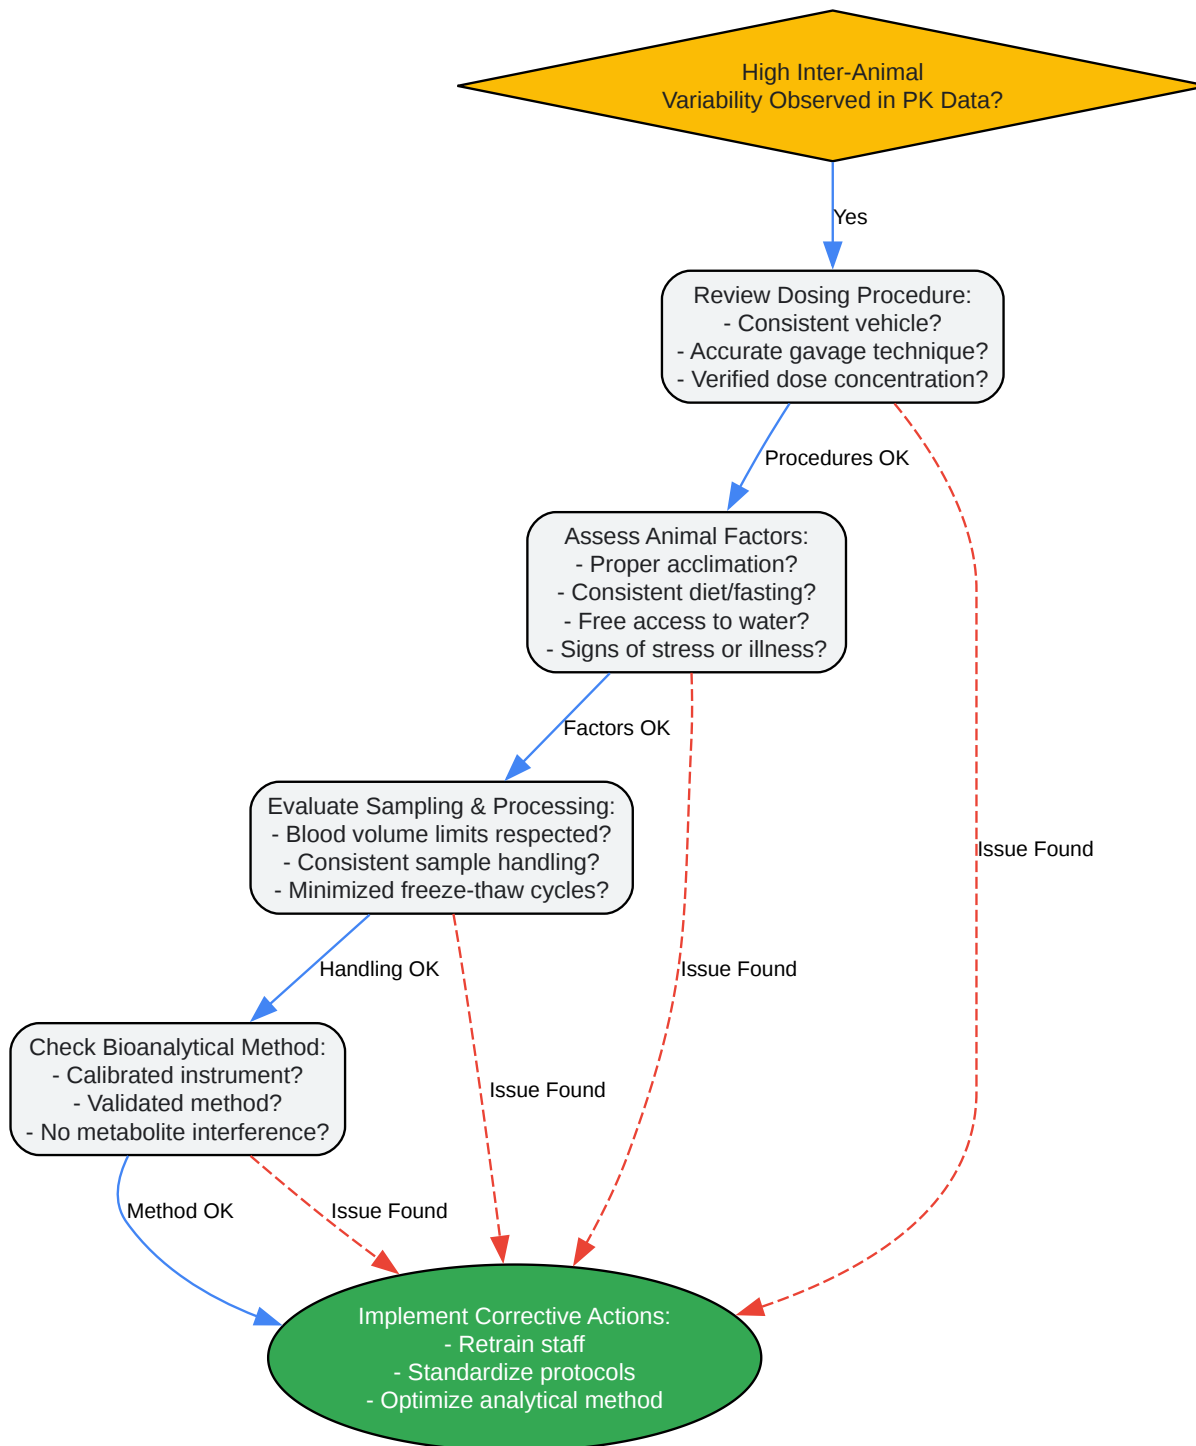 High Inter-Animal
Variability Observed in PK Data?
Yes
Review Dosing Procedure:
- Consistent vehicle?
- Accurate gavage technique?
- Verified dose concentration?
Procedures OK
Assess Animal Factors:
- Proper acclimation?
- Consistent diet/fasting?
- Free access to water?
- Signs of stress or illness?
Factors OK
Evaluate Sampling & Processing:
- Blood volume limits respected?
- Consistent sample handling?
- Minimized freeze-thaw cycles?
Issue Found
Handling OK
Issue Found
Check Bioanalytical Method:
- Calibrated instrument?
- Validated method?
- No metabolite interference?
Issue Found
Method OK
Issue Found
Implement Corrective Actions:
- Retrain staff
- Standardize protocols
- Optimize analytical method